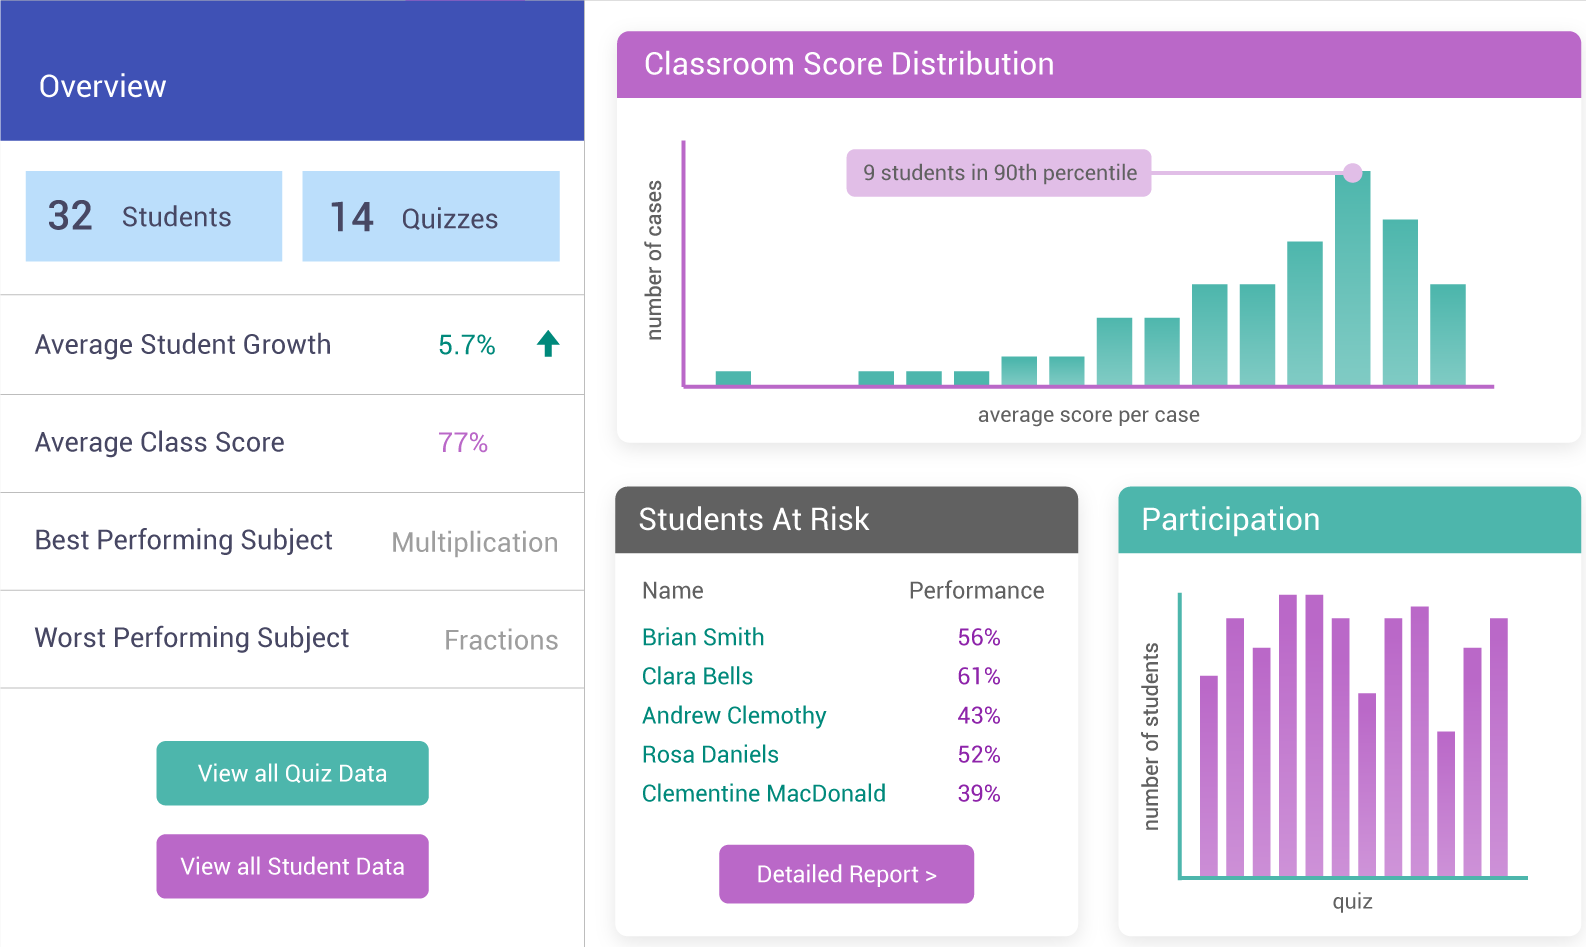 Overview
32 Students
14 Quizzes
Average Student Growth 5.7%
Average Class Score 77%
Best Performing Subject Multiplication
Worst Performing Subject Fractions
View all Quiz Data
View all Student Data
Classroom Score Distribution
9 students in 90th percentile
number of cases
average score per case
Students At Risk
Name Performance
Brian Smith 56%
Clara Bells 61%
Andrew Clemothy 43%
Rosa Daniels 52%
Clementine MacDonald 39%
Detailed Report >
Participation
number of students
quiz